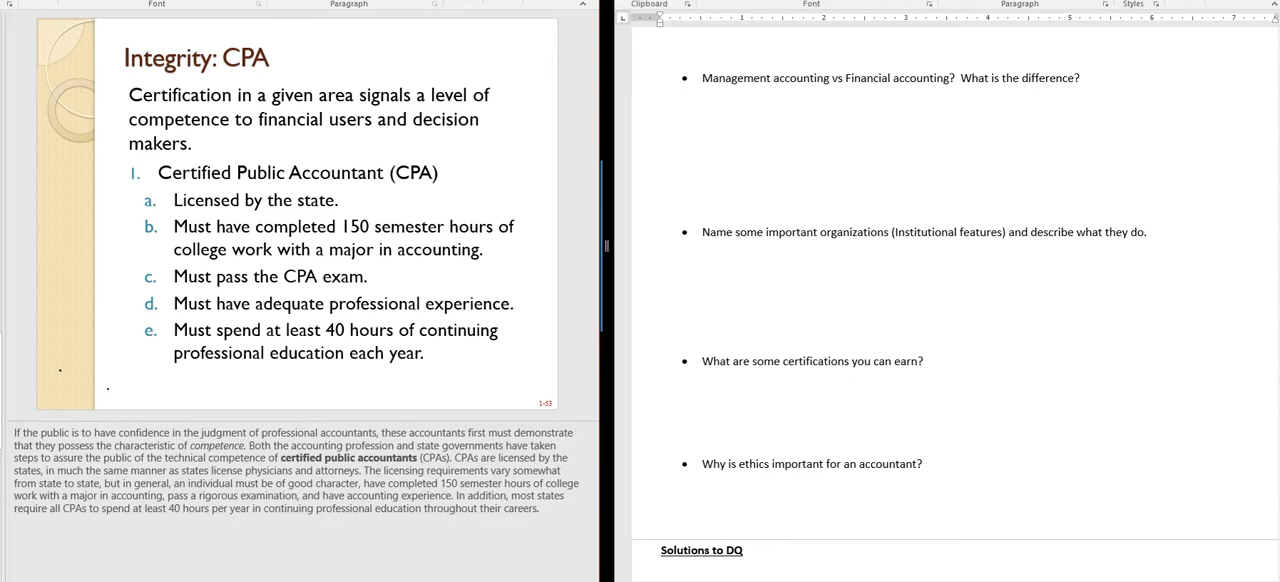 Font
Paragraph
Integrity: CPA
Certification in a given area signals a level of
competence to financial users and decision
makers.
1. Certified Public Accountant (CPA)
a. Licensed by the state.
b. Must have completed 150 semester hours of
college work with a major in accounting.
c. Must pass the CPA exam.
d. Must have adequate professional experience.
e. Must spend at least 40 hours of continuing
professional education each year.
1-53
If the public is to have confidence in the judgment of professional accountants, these accountants first must demonstrate
that they possess the characteristic of competence. Both the accounting profession and state governments have taken
steps to assure the public of the technical competence of certified public accountants (CPAs). CPAs are licensed by the
states, in much the same manner as states license physicians and attorneys. The licensing requirements vary somewhat
from state to state, but in general, an individual must be of good character, have completed 150 semester hours of college
work with a major in accounting, pass a rigorous examination, and have accounting experience. In addition, most states
require all CPAs to spend at least 40 hours per year in continuing professional education throughout their careers.
Clipboard
Font
Paragraph
Styles
1 2 3 4 5 6 7
• Management accounting vs Financial accounting? What is the difference?
• Name some important organizations (Institutional features) and describe what they do.
• What are some certifications you can earn?
• Why is ethics important for an accountant?
Solutions to DQ